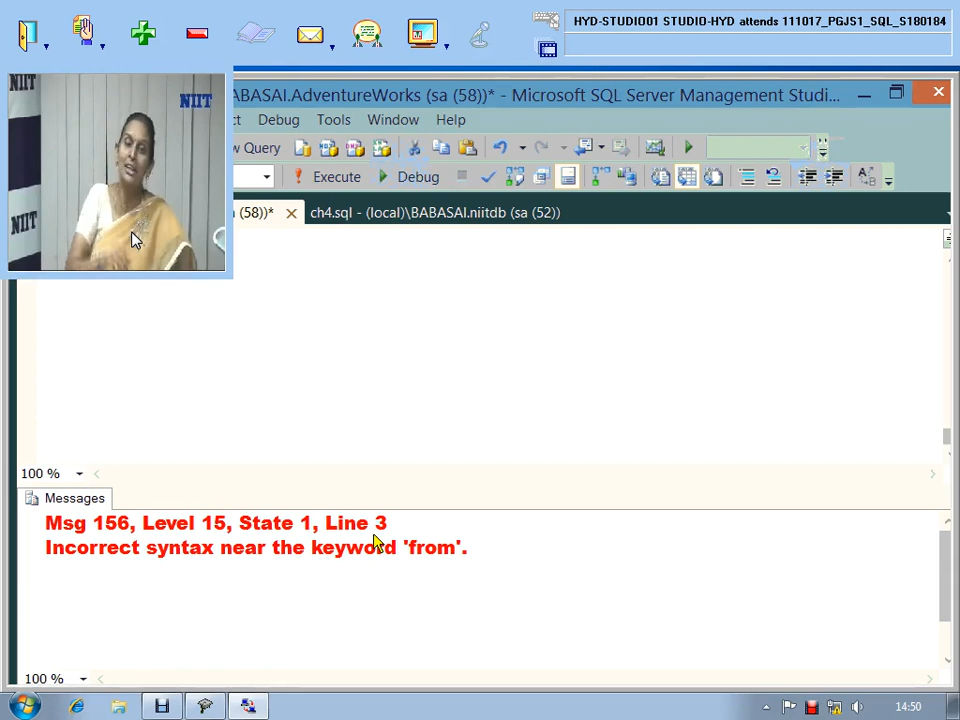 HYD-STUDIO01 STUDIO-HYD attends 111017_PGJS1_SQL_S180184
NIIT
NIIT
NIIT
BABASAI.AdventureWorks (sa (58))* - Microsoft SQL Server Management Studi...
ct Debug Tools Window Help
w Query
Execute Debug
(58))* ch4.sql - (local)\BABASAI.niitdb (sa (52))
100 %
Messages
Msg 156, Level 15, State 1, Line 3
Incorrect syntax near the keyword 'from'.
100 %
14:50